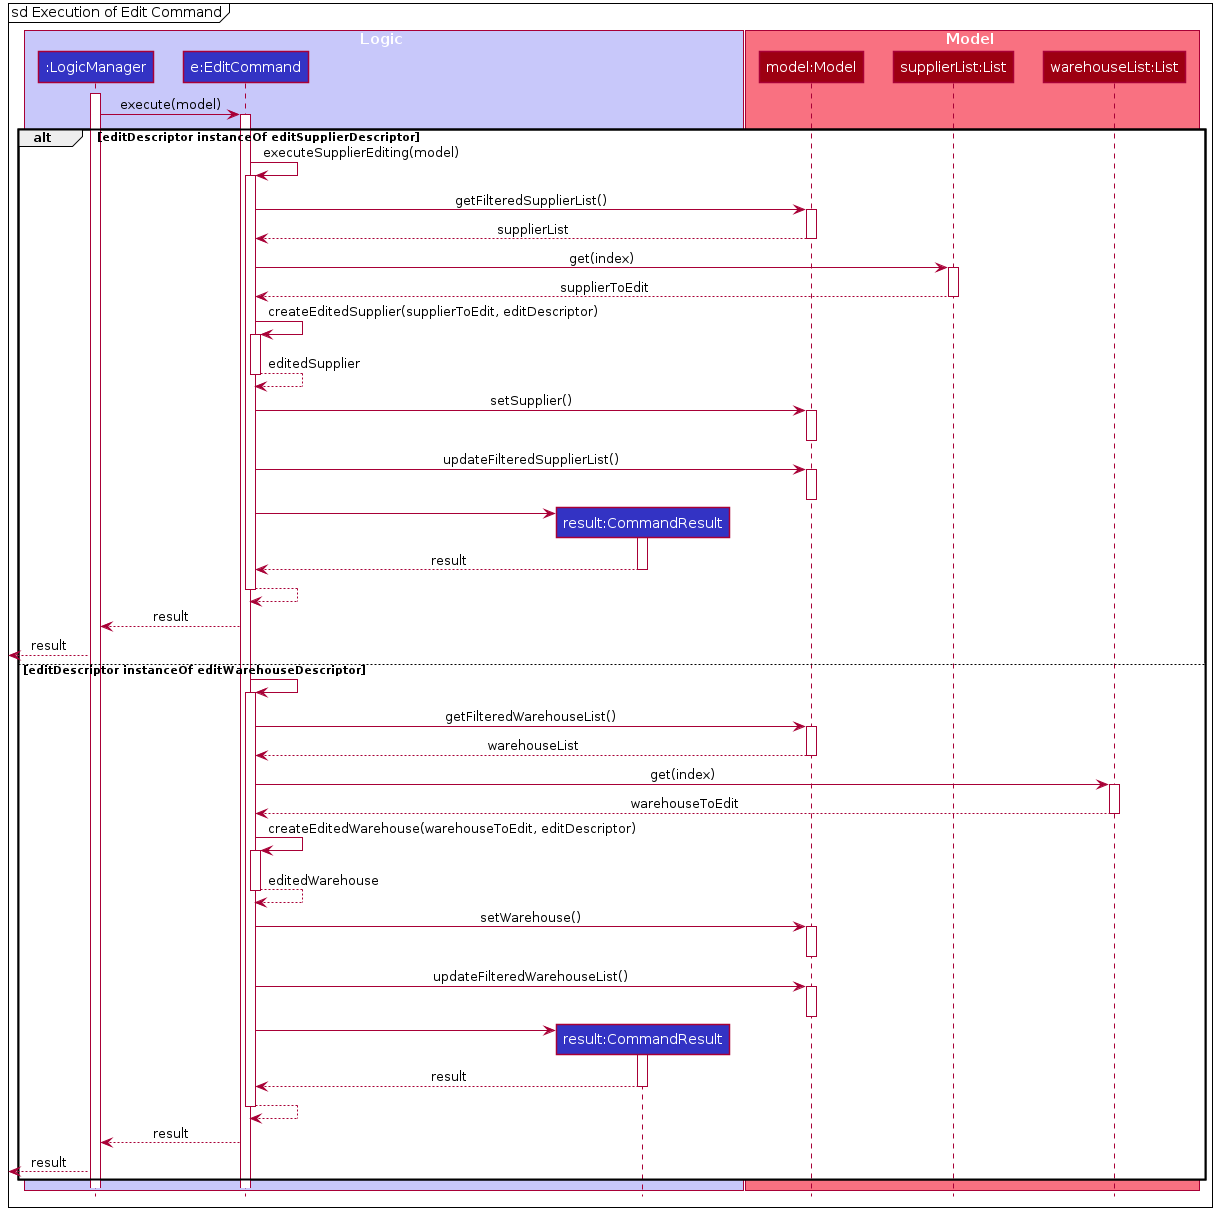 sd Execution of Edit Command
Logic
Model
:LogicManager
e:EditCommand
model:Model
supplierList:List
warehouseList:List
execute(model)
alt
[editDescriptor instanceOf editSupplierDescriptor]
executeSupplierEditing(model)
getFilteredSupplierList()
supplierList
get(index)
supplierToEdit
createEditedSupplier(supplierToEdit, editDescriptor)
editedSupplier
setSupplier()
updateFilteredSupplierList()
result:CommandResult
result
result
result
[editDescriptor instanceOf editWarehouseDescriptor]
getFilteredWarehouseList()
warehouseList
get(index)
warehouseToEdit
createEditedWarehouse(warehouseToEdit, editDescriptor)
editedWarehouse
setWarehouse()
updateFilteredWarehouseList()
result:CommandResult
result
result
result